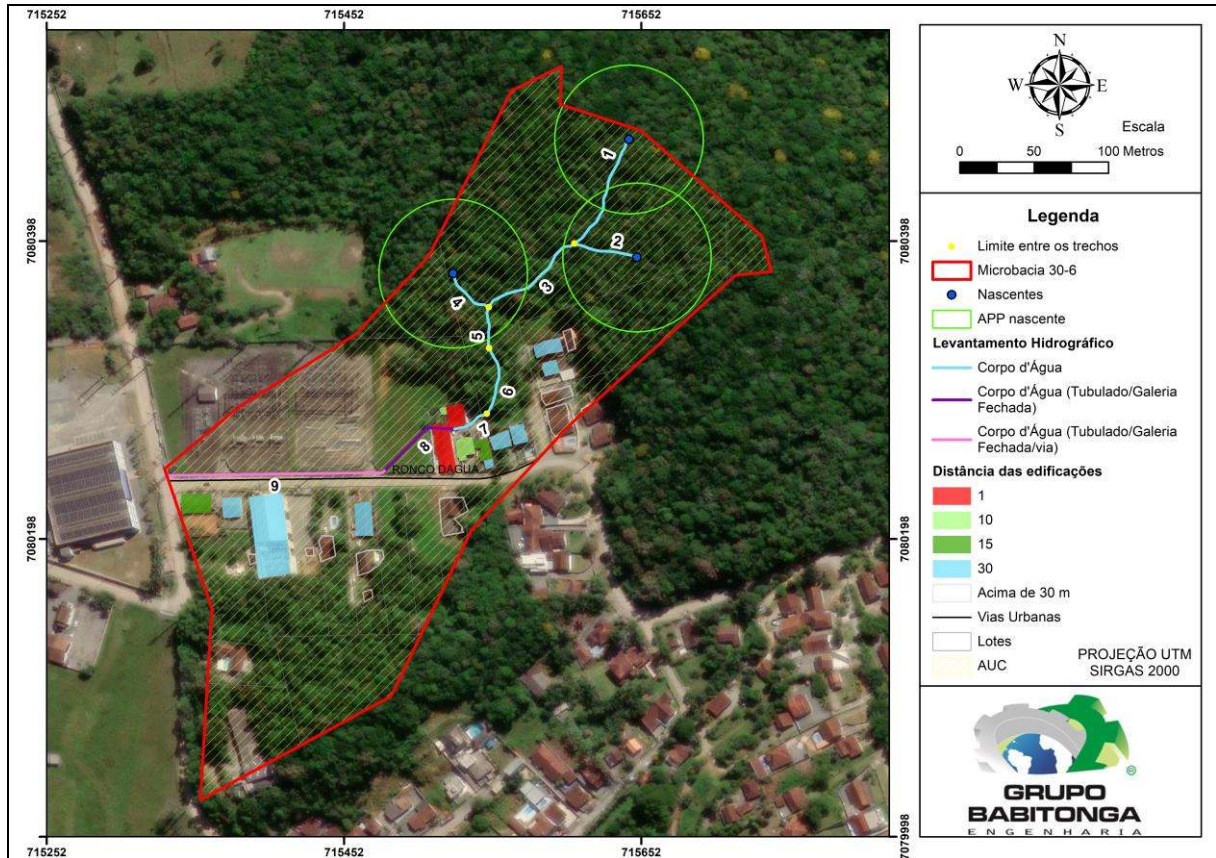 715252
715452
715652
7080398
7080198
7080398
7080198
7079998
715252
715452
715652
1
2
3
4
5
6
7
8
9
RONCO DAGUA
N
W
E
S
Escala
0
50
100 Metros
Legenda
Limite entre os trechos
Microbacia 30-6
Nascentes
APP nascente
Levantamento Hidrográfico
Corpo d'Água
Corpo d'Água (Tubulado/Galeria
Fechada)
Corpo d'Água (Tubulado/Galeria
Fechada/via)
Distância das edificações
1
10
15
30
Acima de 30 m
Vias Urbanas
Lotes
AUC
PROJEÇÃO UTM
SIRGAS 2000
®
GRUPO
BABITONGA
ENGENHARIA